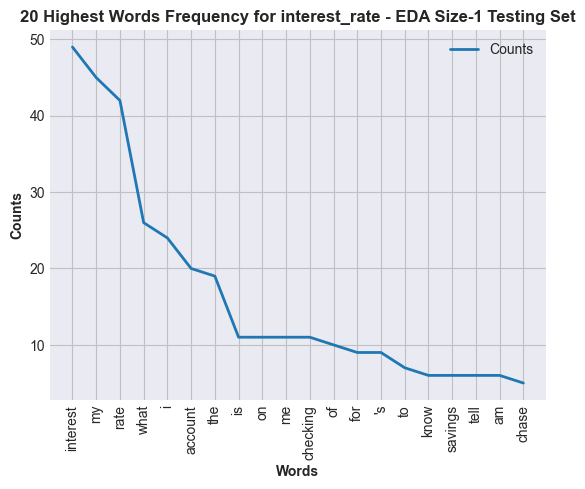 20 Highest Words Frequency for interest_rate - EDA Size-1 Testing Set
Counts
50
40
30
20
10
Counts
interest
my
rate
what
i
account
the
is
on
me
checking
of
for
's
to
know
savings
tell
am
chase
Words